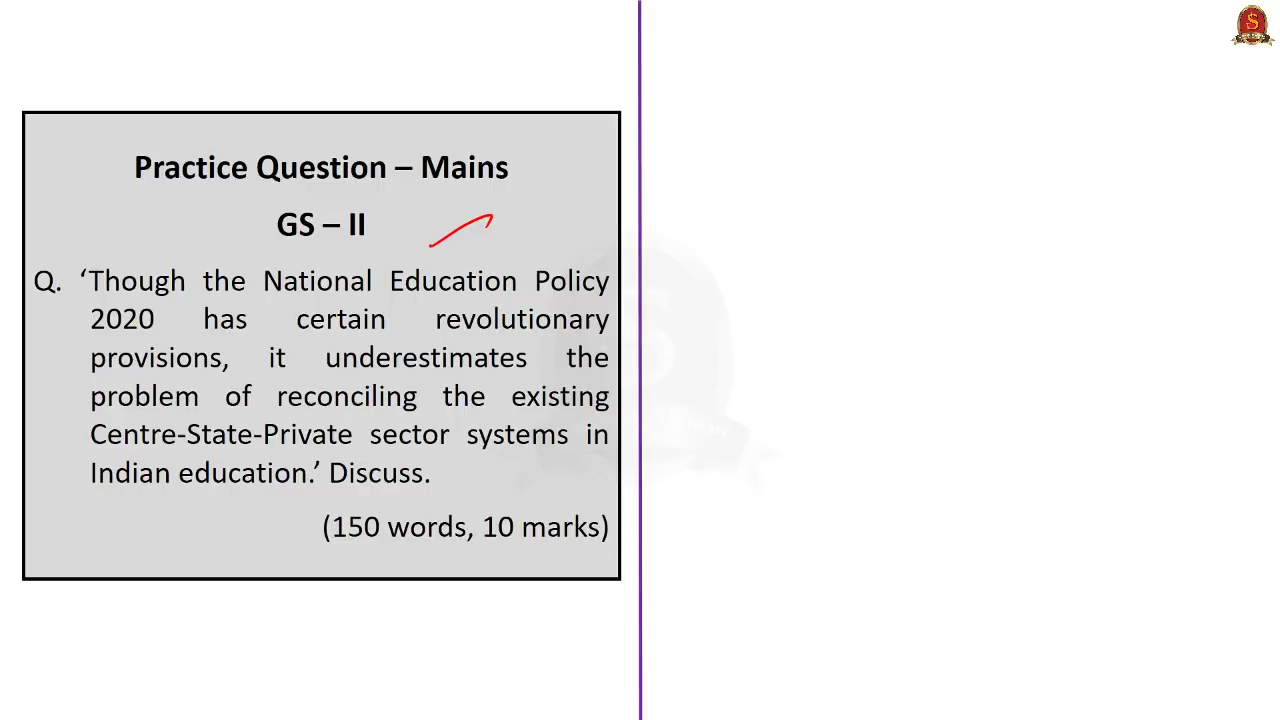 Practice Question – Mains
GS – II
Q. ‘Though the National Education Policy
2020 has certain revolutionary
provisions, it underestimates the
problem of reconciling the existing
Centre-State-Private sector systems in
Indian education.’ Discuss.
(150 words, 10 marks)
S